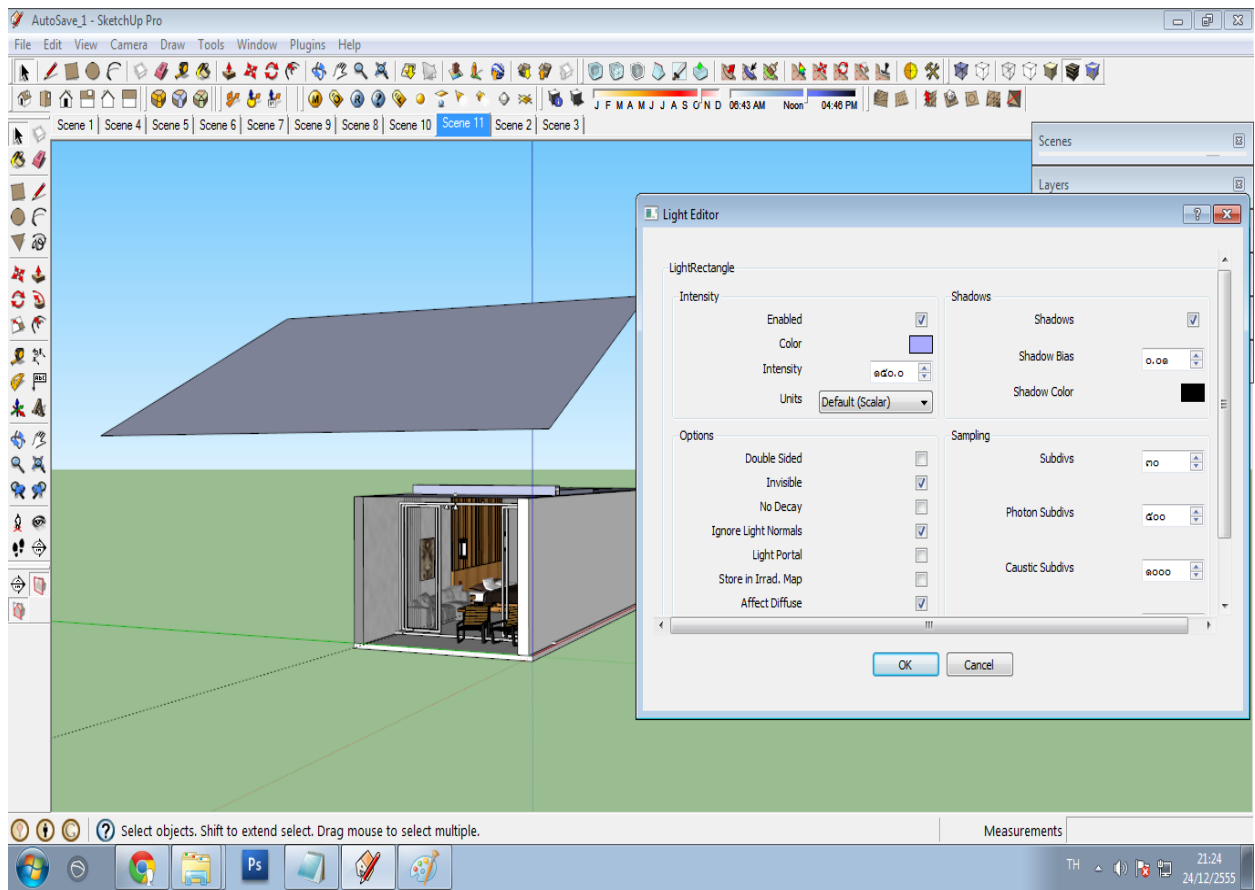 AutoSave_1 - SketchUp Pro
File Edit View Camera Draw Tools Window Plugins Help
J F M A M J J A S O N D 06:43 AM Noon 04:46 PM
Scene 1 Scene 4 Scene 5 Scene 6 Scene 7 Scene 9 Scene 8 Scene 10 Scene 11 Scene 2 Scene 3
Scenes
Layers
Light Editor
LightRectangle
Intensity
Enabled
Color
Intensity ๑๕๐.๐
Units Default (Scalar)
Shadows
Shadows
Shadow Bias ๐.๐๑
Shadow Color
Options
Double Sided
Invisible
No Decay
Ignore Light Normals
Light Portal
Store in Irrad. Map
Affect Diffuse
Sampling
Subdivs ๓๐
Photon Subdivs ๕๐๐
Caustic Subdivs ๑๐๐๐
OK Cancel
Select objects. Shift to extend select. Drag mouse to select multiple.
Measurements
Ps
TH
21:24
24/12/2555